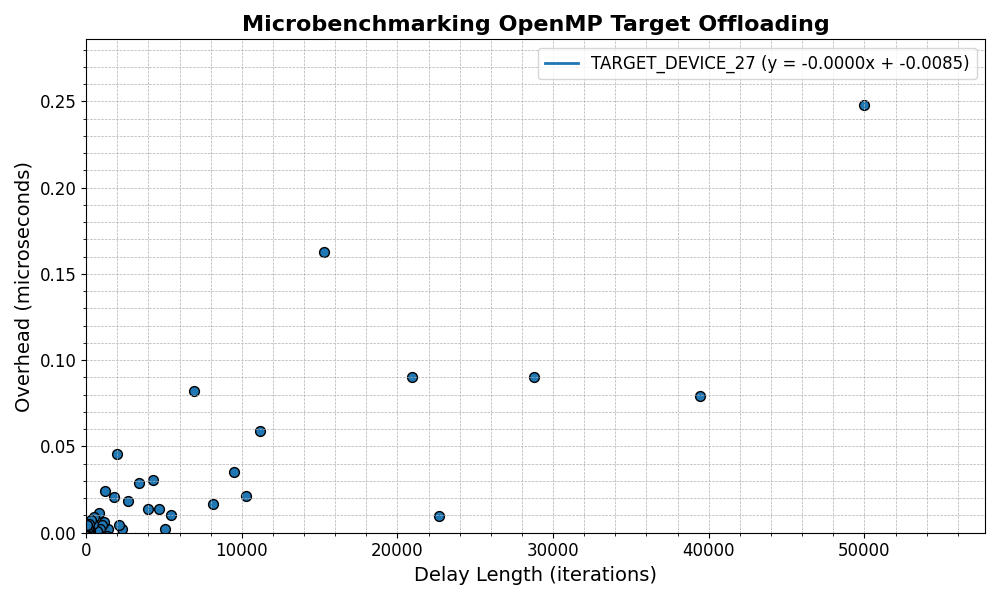 Microbenchmarking OpenMP Target Offloading
TARGET_DEVICE_27 (y = -0.0000x + -0.0085)
Overhead (microseconds)
0.25
0.20
0.15
0.10
0.05
0.00
0 10000 20000 30000 40000 50000
Delay Length (iterations)